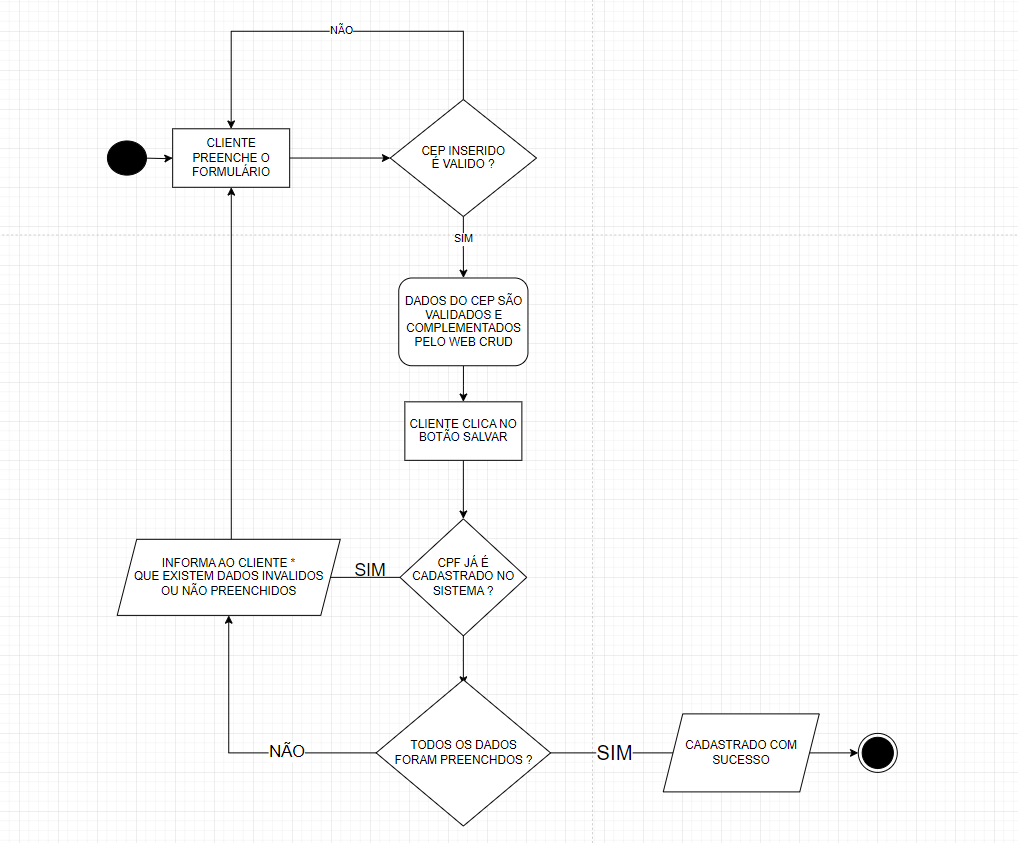 NÃO
CLIENTE
PREENCHE O
FORMULÁRIO
CEP INSERIDO
É VALIDO ?
SIM
DADOS DO CEP SÃO
VALIDADOS E
COMPLEMENTADOS
PELO WEB CRUD
CLIENTE CLICA NO
BOTÃO SALVAR
CPF JÁ É
CADASTRADO NO
SISTEMA ?
SIM
INFORMA AO CLIENTE *
QUE EXISTEM DADOS INVALIDOS
OU NÃO PREENCHIDOS
TODOS OS DADOS
FORAM PREENCHDOS ?
NÃO
SIM
CADASTRADO COM
SUCESSO